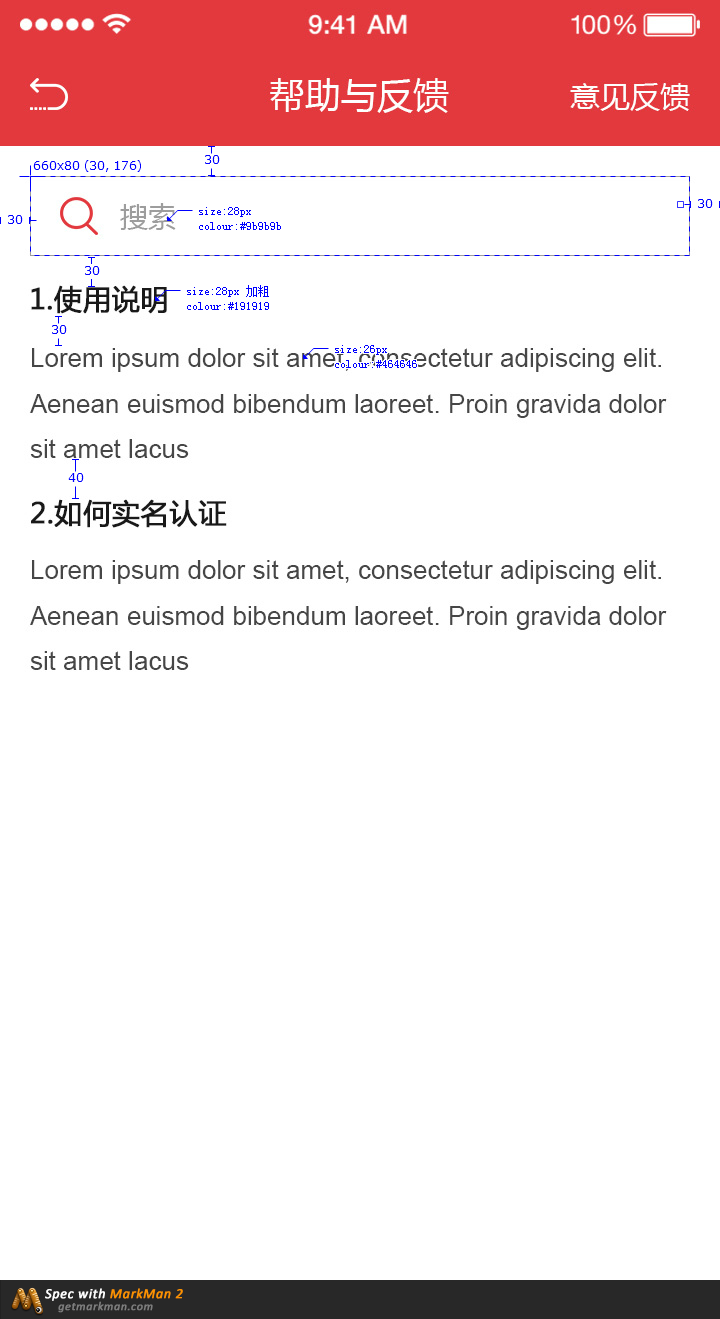 9:41 AM 100%
帮助与反馈 意见反馈
30
660x80 (30, 176)
搜索 size:28px
colour:#9b9b9b
30 30
30
1.使用说明 size:28px 加粗
colour:#191919
30
size:26px
colour:#464646
Lorem ipsum dolor sit amet, consectetur adipiscing elit.
Aenean euismod bibendum laoreet. Proin gravida dolor
sit amet lacus
40
2.如何实名认证
Lorem ipsum dolor sit amet, consectetur adipiscing elit.
Aenean euismod bibendum laoreet. Proin gravida dolor
sit amet lacus
Spec with MarkMan 2
getmarkman.com